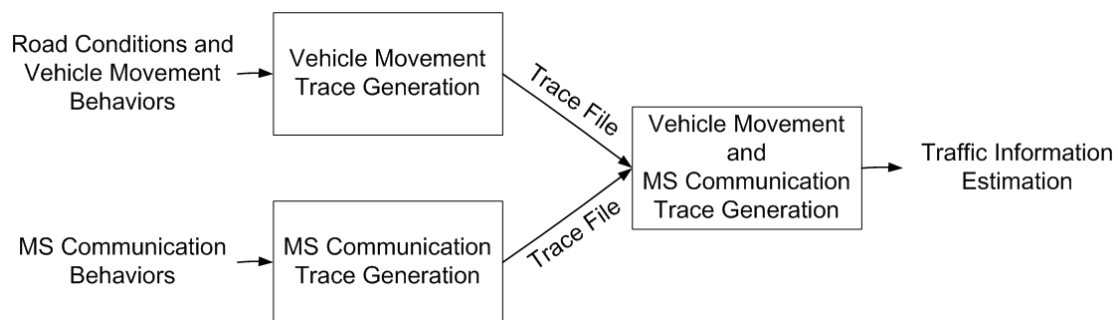 Road Conditions and
Vehicle Movement
Behaviors
Vehicle Movement
Trace Generation
Trace File
MS Communication
Behaviors
MS Communication
Trace Generation
Trace File
Vehicle Movement
and
MS Communication
Trace Generation
Traffic Information
Estimation